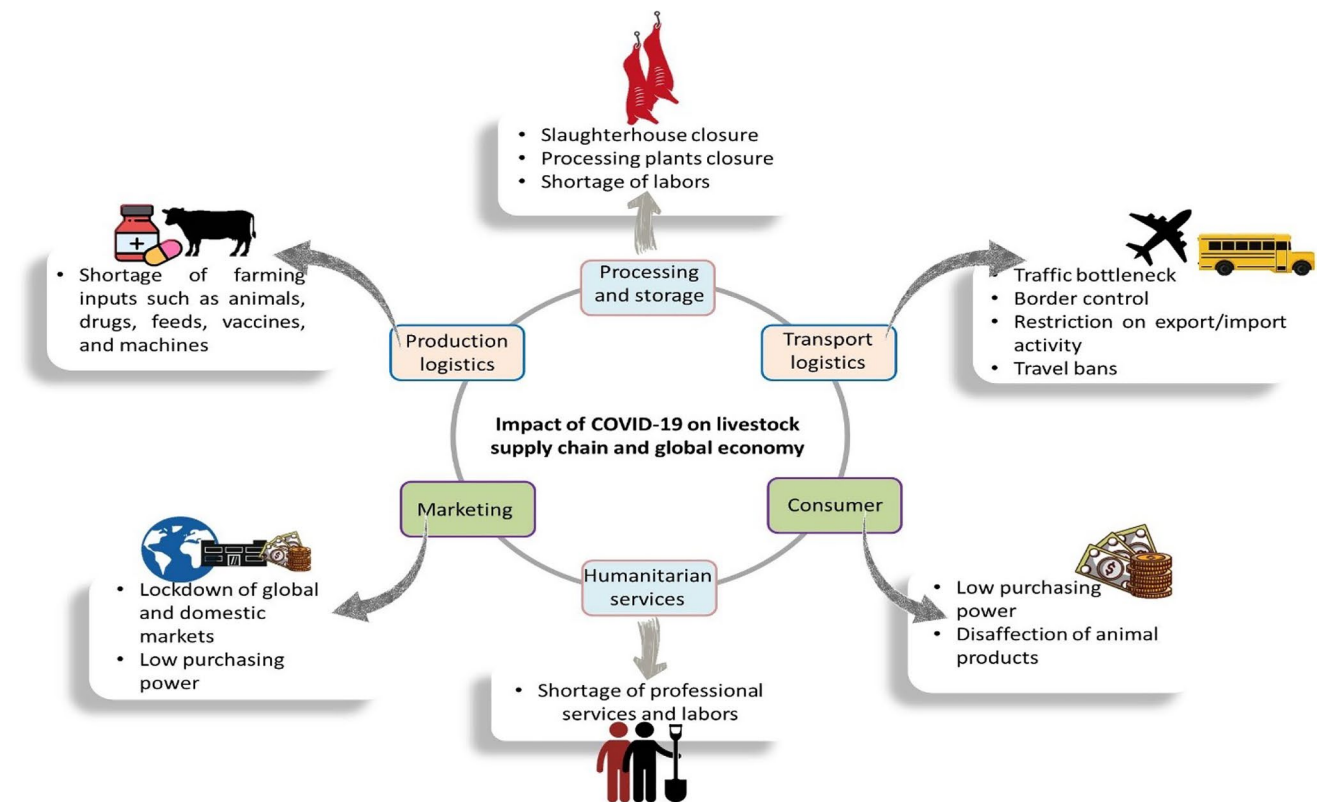 • Slaughterhouse closure
• Processing plants closure
• Shortage of labors
Processing
and storage
• Shortage of farming
inputs such as animals,
drugs, feeds, vaccines,
and machines
Production
logistics
Transport
logistics
• Traffic bottleneck
• Border control
• Restriction on export/import
activity
• Travel bans
Impact of COVID-19 on livestock
supply chain and global economy
Marketing
• Lockdown of global
and domestic
markets
• Low purchasing
power
Consumer
• Low purchasing
power
• Disaffection of animal
products
Humanitarian
services
• Shortage of professional
services and labors